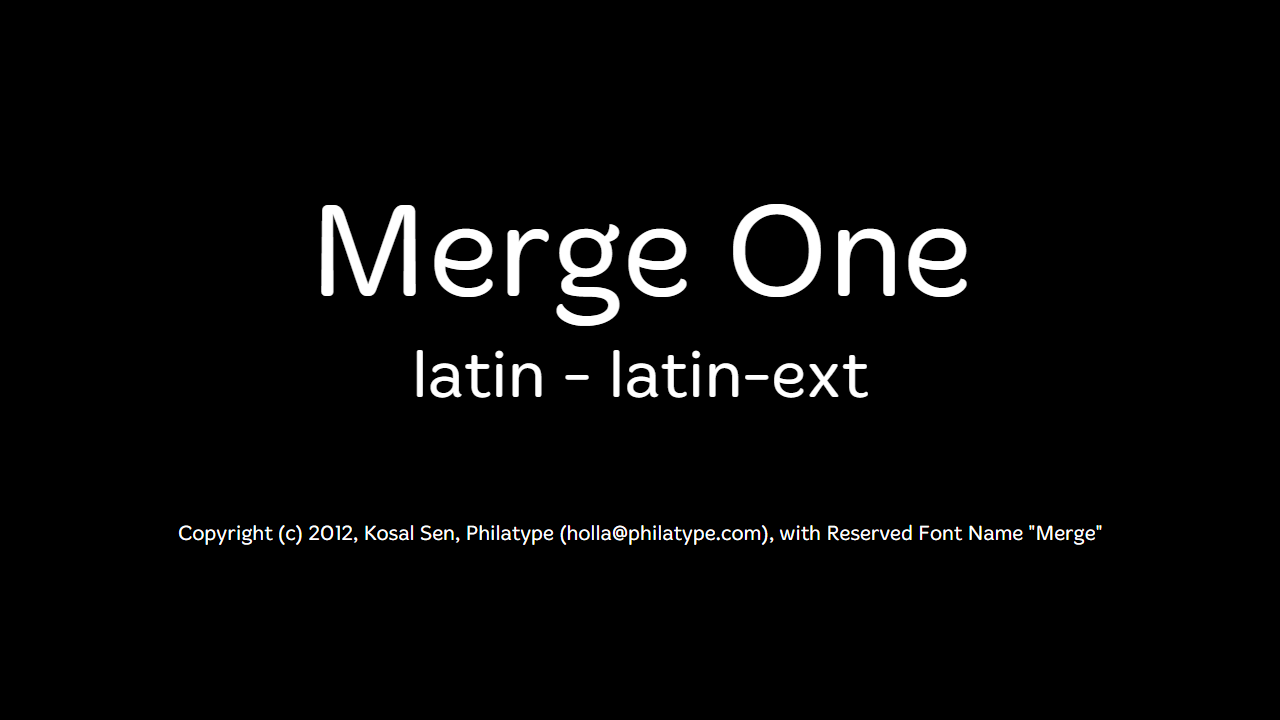 Merge One
latin - latin-ext
Copyright (c) 2012, Kosal Sen, Philatype (holla@philatype.com), with Reserved Font Name "Merge"